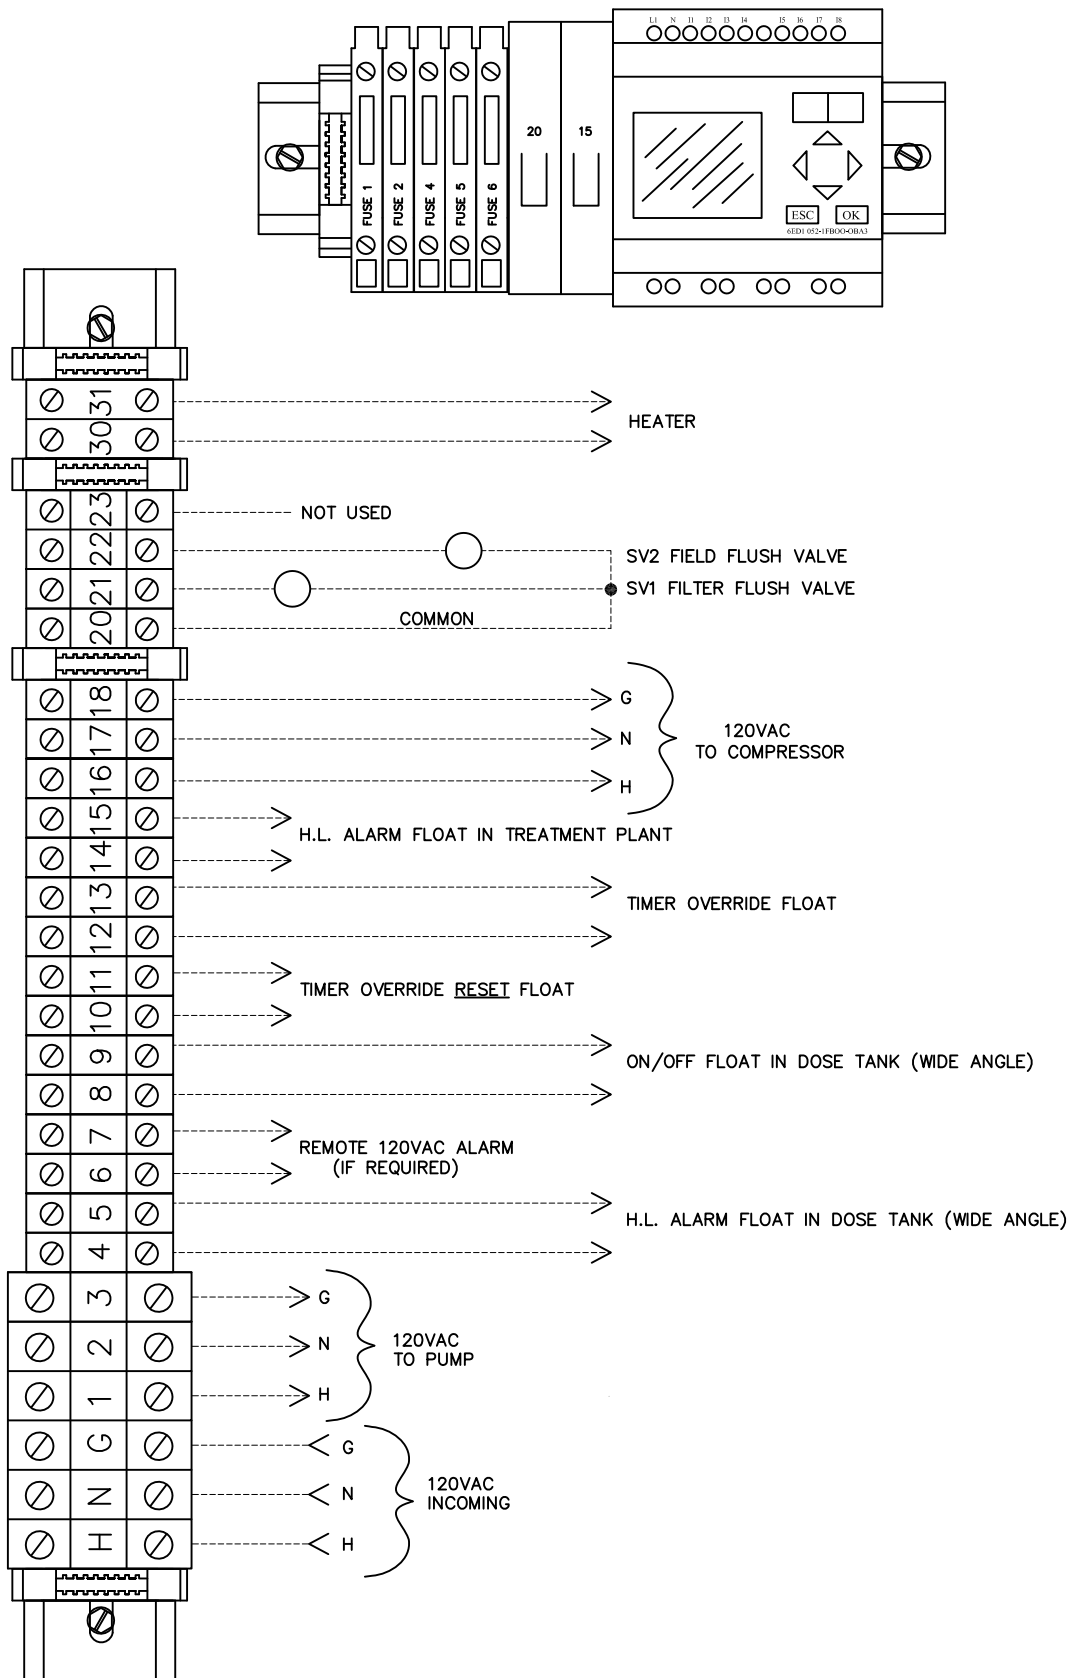 L1 N I1 I2 I3 I4 I5 I6 I7 I8
FUSE 1
FUSE 2
FUSE 4
FUSE 5
FUSE 6
20
15
ESC OK
6ED1 052-1FBOO-OBA3
31
30
HEATER
23
NOT USED
22
SV2 FIELD FLUSH VALVE
21
SV1 FILTER FLUSH VALVE
20
COMMON
18
G
17
N
16
H
120VAC
TO COMPRESSOR
15
14
H.L. ALARM FLOAT IN TREATMENT PLANT
13
12
TIMER OVERRIDE FLOAT
11
10
TIMER OVERRIDE RESET FLOAT
9
8
ON/OFF FLOAT IN DOSE TANK (WIDE ANGLE)
7
6
REMOTE 120VAC ALARM
(IF REQUIRED)
5
4
H.L. ALARM FLOAT IN DOSE TANK (WIDE ANGLE)
3
G
2
N
1
H
120VAC
TO PUMP
G
G
N
N
H
H
120VAC
INCOMING